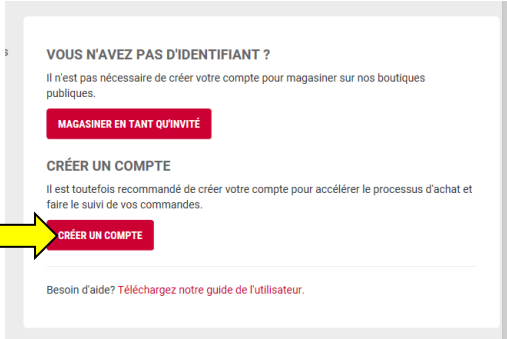 s
VOUS N'AVEZ PAS D'IDENTIFIANT ?
Il n'est pas nécessaire de créer votre compte pour magasiner sur nos boutiques
publiques.
MAGASINER EN TANT QU'INVITÉ
CRÉER UN COMPTE
Il est toutefois recommandé de créer votre compte pour accélérer le processus d'achat et
faire le suivi de vos commandes.
CRÉER UN COMPTE
Besoin d'aide? Téléchargez notre guide de l'utilisateur.